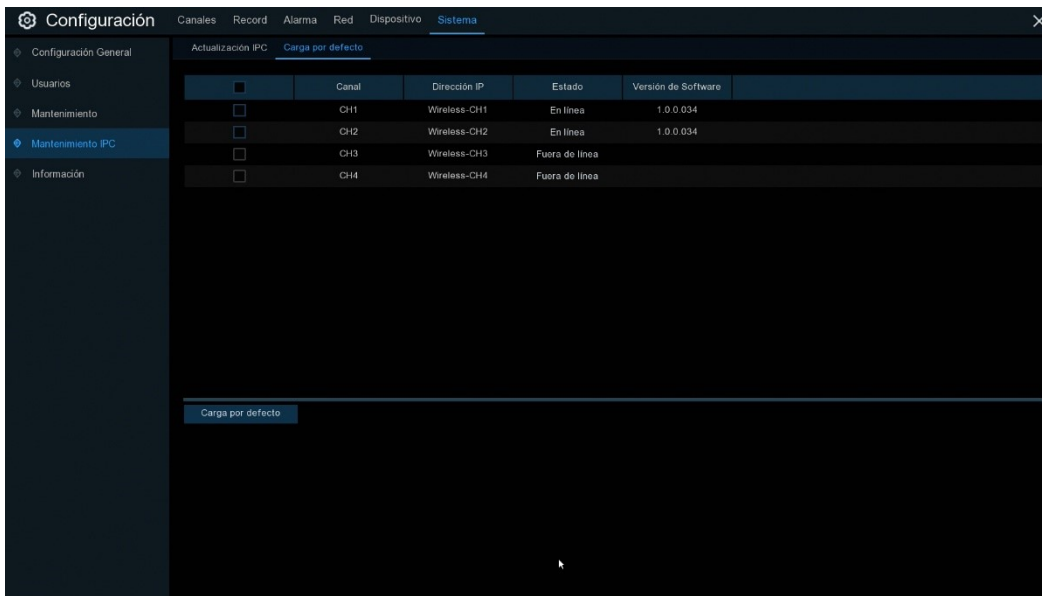 Configuración
Canales Record Alarma Red Dispositivo Sistema
Configuración General
Usuarios
Mantenimiento
Mantenimiento IPC
Información
Actualización IPC Carga por defecto
Canal Dirección IP Estado Versión de Software
CH1 Wireless-CH1 En línea 1.0.0.034
CH2 Wireless-CH2 En línea 1.0.0.034
CH3 Wireless-CH3 Fuera de línea
CH4 Wireless-CH4 Fuera de línea
Carga por defecto